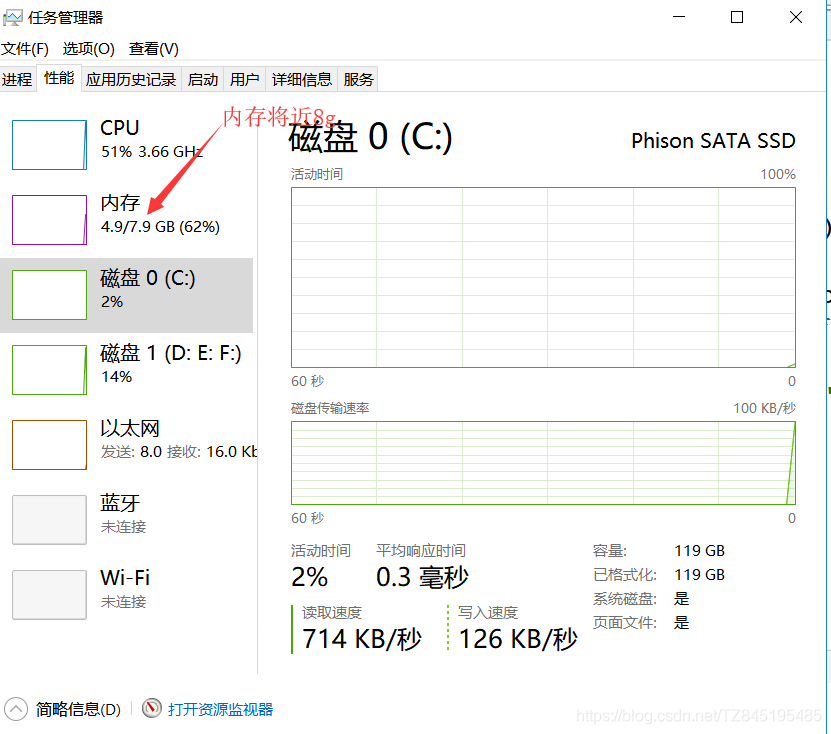 任务管理器
文件(F) 选项(O) 查看(V)
进程 性能 应用历史记录 启动 用户 详细信息 服务
内存将近8g
CPU
51% 3.66 GHz
内存
4.9/7.9 GB (62%)
磁盘 0 (C:)
2%
磁盘 1 (D: E: F:)
14%
以太网
发送: 8.0 接收: 16.0 Kb
蓝牙
未连接
Wi-Fi
未连接
磁盘 0 (C:)
Phison SATA SSD
活动时间 100%
60 秒 0
磁盘传输速率 100 KB/秒
60 秒 0
活动时间 平均响应时间
2% 0.3 毫秒
读取速度 写入速度
714 KB/秒 126 KB/秒
容量: 119 GB
已格式化: 119 GB
系统磁盘: 是
页面文件: 是
简略信息(D) 打开资源监视器
https://blog.csdn.net/TZ845195485